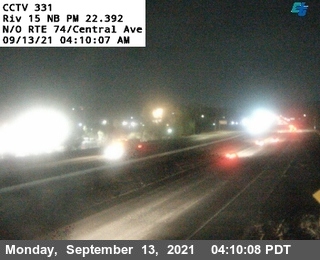 CCTV 331
Riv 15 NB PM 22.392
N/O RTE 74/Central Ave
09/13/21 04:10:07 AM
Monday, September 13, 2021 04:10:08 PDT